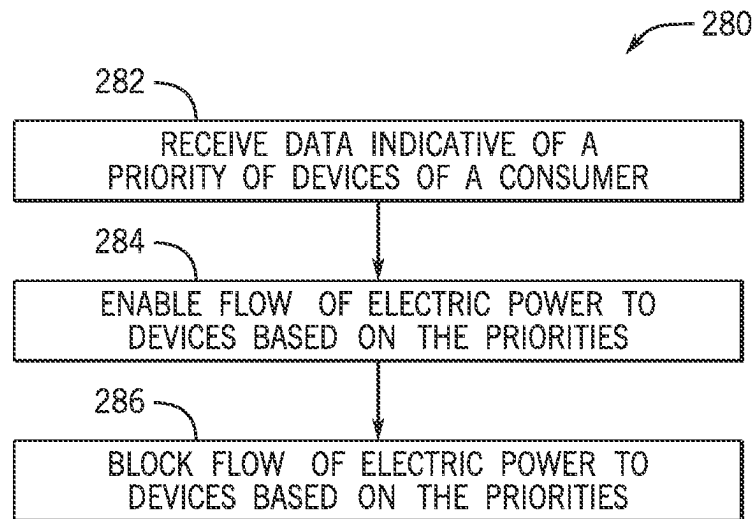 280
282
RECEIVE DATA INDICATIVE OF A
PRIORITY OF DEVICES OF A CONSUMER
284
ENABLE FLOW OF ELECTRIC POWER TO
DEVICES BASED ON THE PRIORITIES
286
BLOCK FLOW OF ELECTRIC POWER TO
DEVICES BASED ON THE PRIORITIES